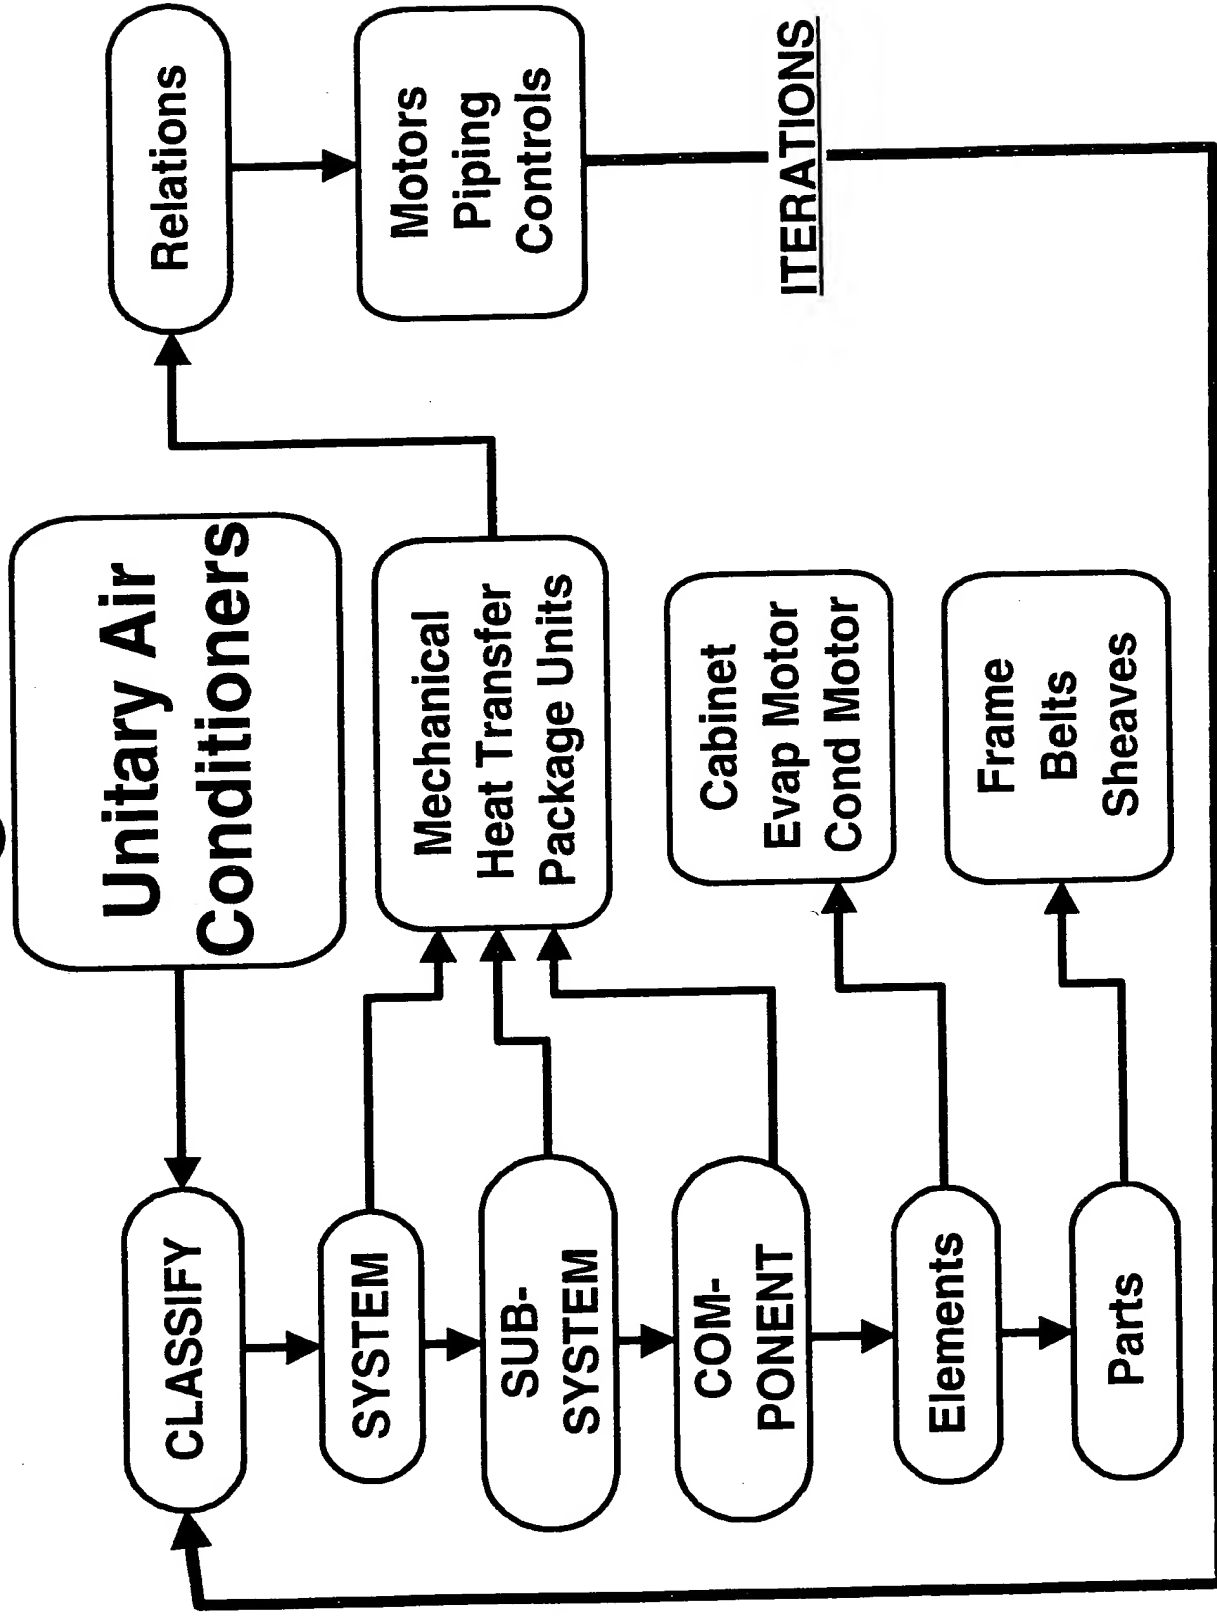 Unitary Air
Conditioners
Relations
CLASSIFY
SYSTEM
Mechanical
Heat Transfer
Package Units
Motors
Piping
Controls
SUB-
SYSTEM
COM-
PONENT
Cabinet
Evap Motor
Cond Motor
ITERATIONS
Elements
Frame
Belts
Sheaves
Parts